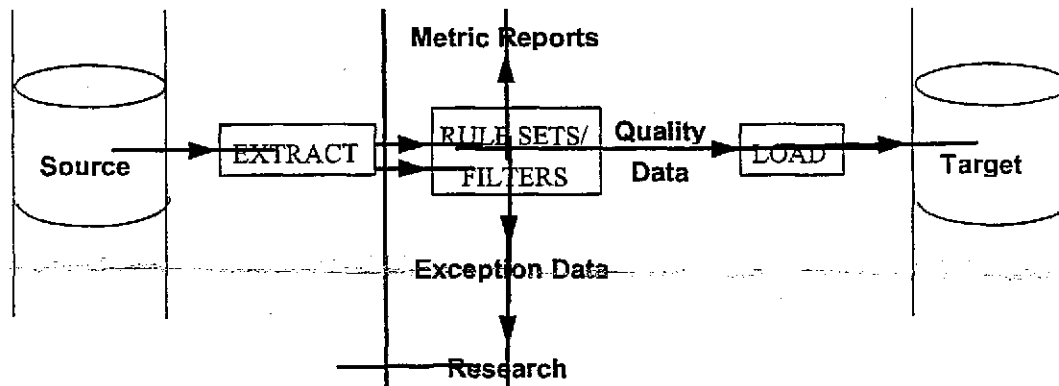 Metric Reports
Source
EXTRACT
RULE SETS/
FILTERS
Quality
Data
LOAD
Target
Exception Data
Research